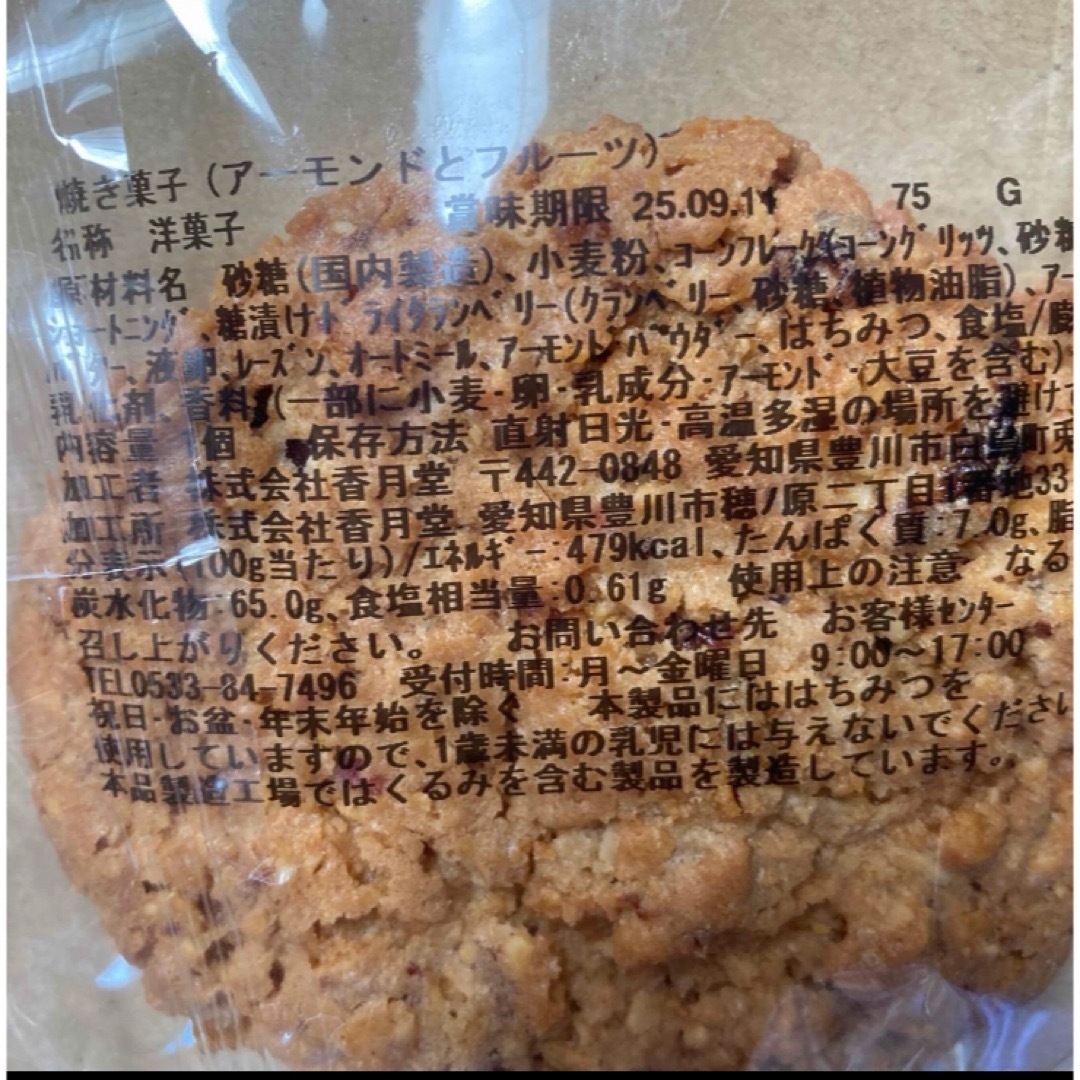 焼き菓子(アーモンドとフルーツ)
賞味期限 25.09.11 75 G
名称 洋菓子
原材料名 砂糖(国内製造)、小麦粉、コーンフレーク(コーングリッツ、砂糖
ショートニング、糖漬けドライクランベリー(クランベリー、砂糖、植物油脂)、アー
バター、液卵、レーズン、オートミール、アーモンドパウダー、はちみつ、食塩/膨
乳化剤、香料、(一部に小麦・卵・乳成分・アーモンド・大豆を含む)
内容量 1個 保存方法 直射日光・高温多湿の場所を避け
加工者 株式会社香月堂 〒442-0848 愛知県豊川市白鳥町兎
加工所 株式会社香月堂 愛知県豊川市穂ノ原二丁目1番地33
分表示(100g当たり)/エネルギー:479kcal、たんぱく質:7.0g、脂
炭水化物:65.0g、食塩相当量:0.61g 使用上の注意 なる
召し上がりください。 お問い合わせ先 お客様センター
TEL0533-84-7496 受付時間:月～金曜日 9:00～17:00
祝日・お盆・年末年始を除く 本製品にははちみつを
使用していますので、1歳未満の乳児には与えないでください
本品製造工場ではくるみを含む製品を製造しています。